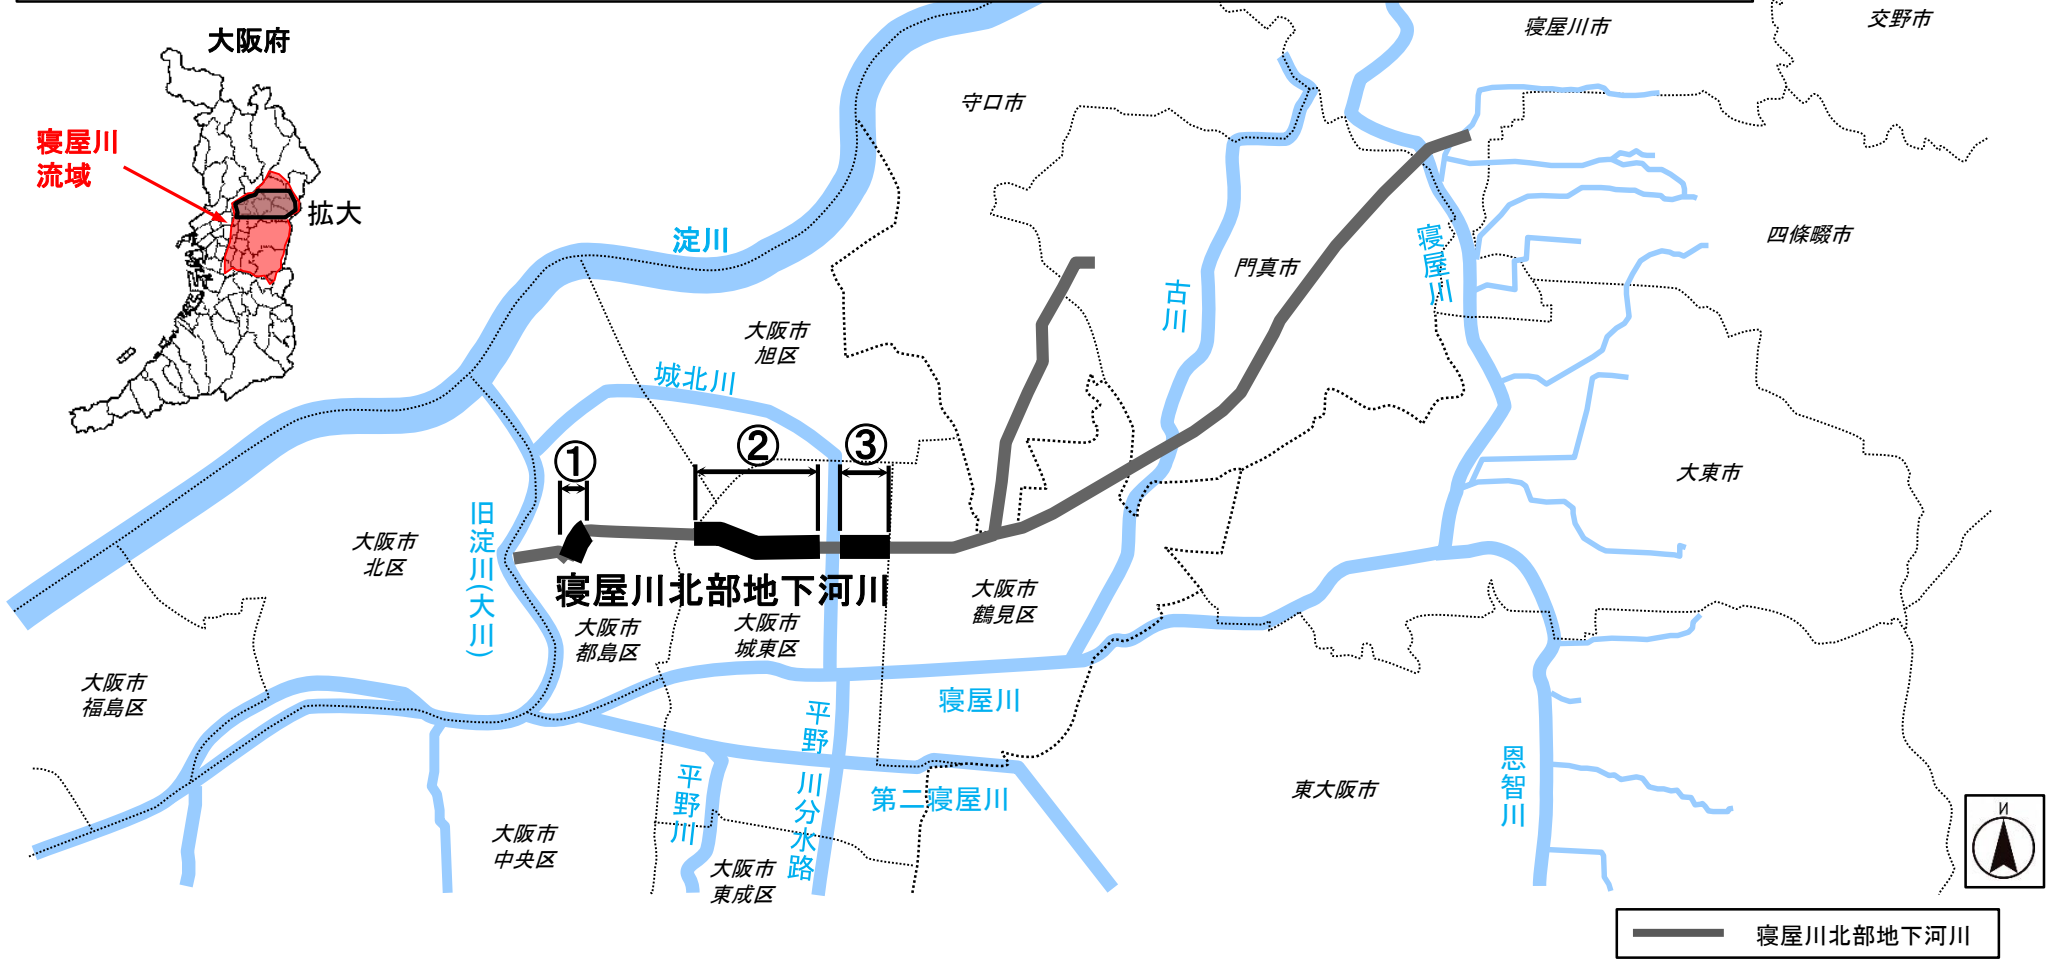 大阪府
寝屋川
流域
拡大
寝屋川市
交野市
守口市
淀川
四條畷市
寝屋川
門真市
古川
大阪市
旭区
城北川
①
②
③
大東市
旧淀川(大川)
大阪市
北区
寝屋川北部地下河川
大阪市
鶴見区
大阪市
都島区
大阪市
城東区
大阪市
福島区
寝屋川
平野川分水路
平野川
第二寝屋川
恩智川
東大阪市
大阪市
中央区
大阪市
東成区
N
寝屋川北部地下河川